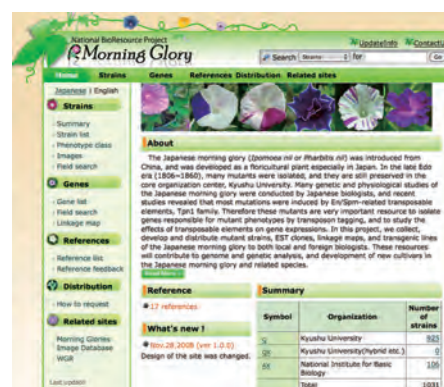 National BioResource Project
Morning Glory
UpdateInfo
Search
Strains
for
Home Strains Genes References Distribution Related sites
Japanese | English
Strains
Summary
Strain list
Phenotype class
Images
Field search
Genes
Gene list
Field search
Linkage map
References
Reference list
Reference feedback
Distribution
How to request
Related sites
Morning Glories
Image Database
WGR
Last update:
About
The Japanese morning glory (Ipomoea nil or Pharbitis nil) was introduced from
China, and was developed as a floricultural plant especially in Japan. In the late Edo
era (1806~1860), many mutants were isolated, and they are still preserved in the
core organization center, Kyushu University. Many genetic and physiological studies of
the Japanese morning glory were conducted by Japanese biologists, and recent
studies revealed that most mutations were induced by En/Spm-related transposable
elements, Tpn1 family. Therefore these mutants are very important resource to isolate
genes responsible for mutant phenotypes by transposon tagging, and to study the
effects of transposable elements on gene expressions. In this project, we collect,
develop and distribute mutant strains, EST clones, linkage maps, and transgenic lines
of the Japanese morning glory to both local and foreign biologists. These resources
will contribute to genome and genetic analysis, and development of new cultivars in
the Japanese morning glory and related species.
Read More
Reference
17 references
What's new !
Nov.28,2008 (ver 1.0.0)
Design of the site was changed.
Summary
Symbol Organization Number of strains
Kyushu University 925
Kyushu University(hybrid etc.)
National Institute for Basic Biology 106
Total 1031